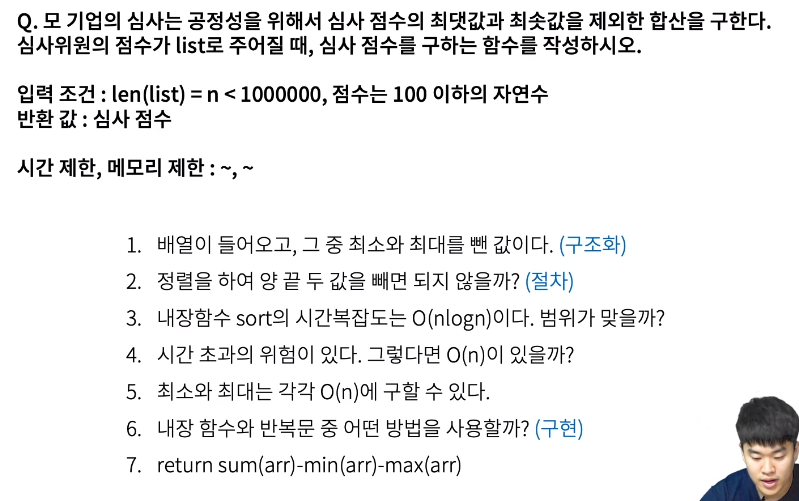 Q. 모 기업의 심사는 공정성을 위해서 심사 점수의 최댓값과 최솟값을 제외한 합산을 구한다.
심사위원의 점수가 list로 주어질 때, 심사 점수를 구하는 함수를 작성하시오.
입력 조건 : len(list) = n < 1000000, 점수는 100 이하의 자연수
반환 값 : 심사 점수
시간 제한, 메모리 제한 : ~, ~
1. 배열이 들어오고, 그 중 최소와 최대를 뺀 값이다. (구조화)
2. 정렬을 하여 양 끝 두 값을 빼면 되지 않을까? (절차)
3. 내장함수 sort의 시간복잡도는 O(nlogn)이다. 범위가 맞을까?
4. 시간 초과의 위험이 있다. 그렇다면 O(n)이 있을까?
5. 최소와 최대는 각각 O(n)에 구할 수 있다.
6. 내장 함수와 반복문 중 어떤 방법을 사용할까? (구현)
7. return sum(arr)-min(arr)-max(arr)